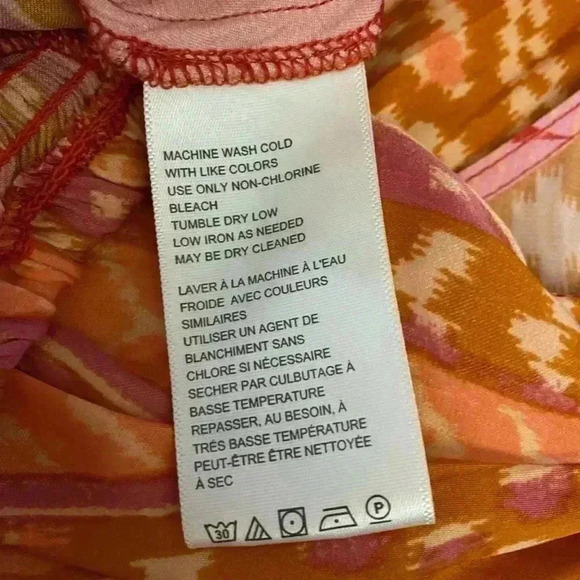 MACHINE WASH COLD
WITH LIKE COLORS
USE ONLY NON-CHLORINE
BLEACH
TUMBLE DRY LOW
LOW IRON AS NEEDED
MAY BE DRY CLEANED
LAVER À LA MACHINE À L'EAU
FROIDE AVEC COULEURS
SIMILAIRES
UTILISER UN AGENT DE
BLANCHIMENT SANS
CHLORE SI NÉCESSAIRE
SECHER PAR CULBUTAGE À
BASSE TEMPERATURE
REPASSER, AU BESOIN, À
TRÉS BASSE TEMPÉRATURE
PEUT-ÊTRE ÊTRE NETTOYÉE
À SEC
30 P